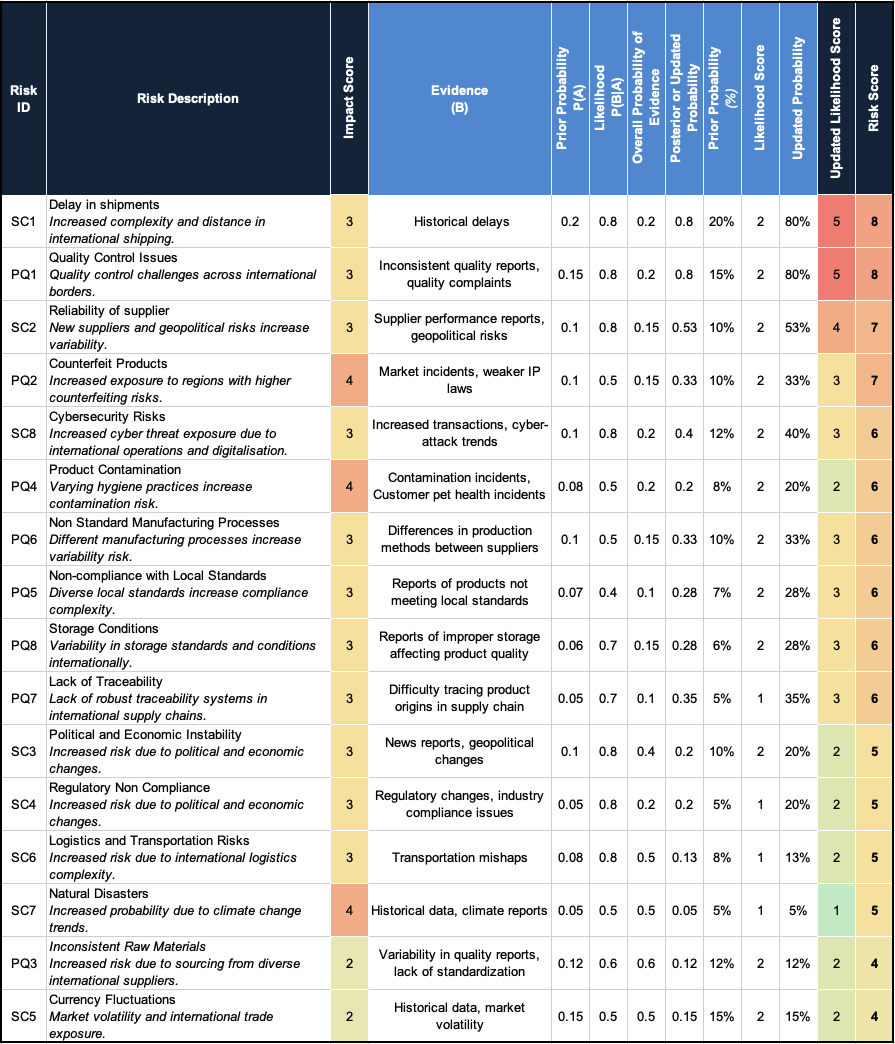 Risk ID | Risk Description | Impact Score | Evidence (B) | Prior Probability P(A) | Likelihood P(B|A) | Overall Probability of Evidence | Posterior or Updated Probability | Prior Probability (%) | Likelihood Score | Updated Probability | Updated Likelihood Score | Risk Score
SC1 | Delay in shipments Increased complexity and distance in international shipping. | 3 | Historical delays | 0.2 | 0.8 | 0.2 | 0.8 | 20% | 2 | 80% | 5 | 8
PQ1 | Quality Control Issues Quality control challenges across international borders. | 3 | Inconsistent quality reports, quality complaints | 0.15 | 0.8 | 0.2 | 0.8 | 15% | 2 | 80% | 5 | 8
SC2 | Reliability of supplier New suppliers and geopolitical risks increase variability. | 3 | Supplier performance reports, geopolitical risks | 0.1 | 0.8 | 0.15 | 0.53 | 10% | 2 | 53% | 4 | 7
PQ2 | Counterfeit Products Increased exposure to regions with higher counterfeiting risks. | 4 | Market incidents, weaker IP laws | 0.1 | 0.5 | 0.15 | 0.33 | 10% | 2 | 33% | 3 | 7
SC8 | Cybersecurity Risks Increased cyber threat exposure due to international operations and digitalisation. | 3 | Increased transactions, cyber-attack trends | 0.1 | 0.8 | 0.2 | 0.4 | 12% | 2 | 40% | 3 | 6
PQ4 | Product Contamination Varying hygiene practices increase contamination risk. | 4 | Contamination incidents, Customer pet health incidents | 0.08 | 0.5 | 0.2 | 0.2 | 8% | 2 | 20% | 2 | 6
PQ6 | Non Standard Manufacturing Processes Different manufacturing processes increase variability risk. | 3 | Differences in production methods between suppliers | 0.1 | 0.5 | 0.15 | 0.33 | 10% | 2 | 33% | 3 | 6
PQ5 | Non-compliance with Local Standards Diverse local standards increase compliance complexity. | 3 | Reports of products not meeting local standards | 0.07 | 0.4 | 0.1 | 0.28 | 7% | 2 | 28% | 3 | 6
PQ8 | Storage Conditions Variability in storage standards and conditions internationally. | 3 | Reports of improper storage affecting product quality | 0.06 | 0.7 | 0.15 | 0.28 | 6% | 2 | 28% | 3 | 6
PQ7 | Lack of Traceability Lack of robust traceability systems in international supply chains. | 3 | Difficulty tracing product origins in supply chain | 0.05 | 0.7 | 0.1 | 0.35 | 5% | 1 | 35% | 3 | 6
SC3 | Political and Economic Instability Increased risk due to political and economic changes. | 3 | News reports, geopolitical changes | 0.1 | 0.8 | 0.4 | 0.2 | 10% | 2 | 20% | 2 | 5
SC4 | Regulatory Non Compliance Increased risk due to political and economic changes. | 3 | Regulatory changes, industry compliance issues | 0.05 | 0.8 | 0.2 | 0.2 | 5% | 1 | 20% | 2 | 5
SC6 | Logistics and Transportation Risks Increased risk due to international logistics complexity. | 3 | Transportation mishaps | 0.08 | 0.8 | 0.5 | 0.13 | 8% | 1 | 13% | 2 | 5
SC7 | Natural Disasters Increased probability due to climate change trends. | 4 | Historical data, climate reports | 0.05 | 0.5 | 0.5 | 0.05 | 5% | 1 | 5% | 1 | 5
PQ3 | Inconsistent Raw Materials Increased risk due to sourcing from diverse international suppliers. | 2 | Variability in quality reports, lack of standardization | 0.12 | 0.6 | 0.6 | 0.12 | 12% | 2 | 12% | 2 | 4
SC5 | Currency Fluctuations Market volatility and international trade exposure. | 2 | Historical data, market volatility | 0.15 | 0.5 | 0.5 | 0.15 | 15% | 2 | 15% | 2 | 4